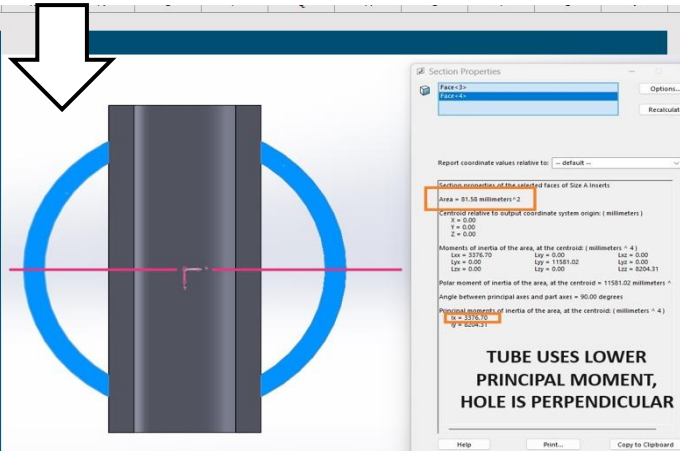 Section Properties
Face<3>
Face<4>
Options...
Recalculat
Report coordinate values relative to: -- default --
Section properties of the selected faces of Size A Inserts
Area = 81.58 millimeters^2
Centroid relative to output coordinate system origin: ( millimeters )
X = 0.00
Y = 0.00
Z = 0.00
Moments of inertia of the area, at the centroid: ( millimeters ^ 4 )
Lxx = 3376.70 Lxy = 0.00 Lxz = 0.00
Lyx = 0.00 Lyy = 11581.02 Lyz = 0.00
Lzx = 0.00 Lzy = 0.00 Lzz = 8204.31
Polar moment of inertia of the area, at the centroid = 11581.02 millimeters ^
Angle between principal axes and part axes = 90.00 degrees
Principal moments of inertia of the area, at the centroid: ( millimeters ^ 4 )
Ix = 3376.70
Iy = 8204.31
TUBE USES LOWER
PRINCIPAL MOMENT,
HOLE IS PERPENDICULAR
Help Print... Copy to Clipboard